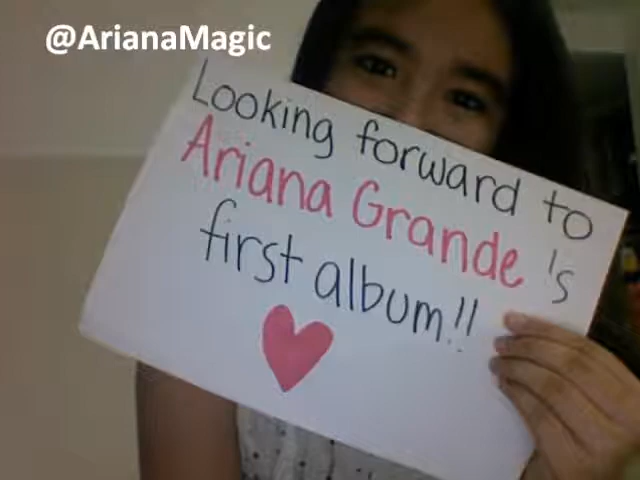 @ArianaMagic
Looking forward to
Ariana Grande's
first album!!